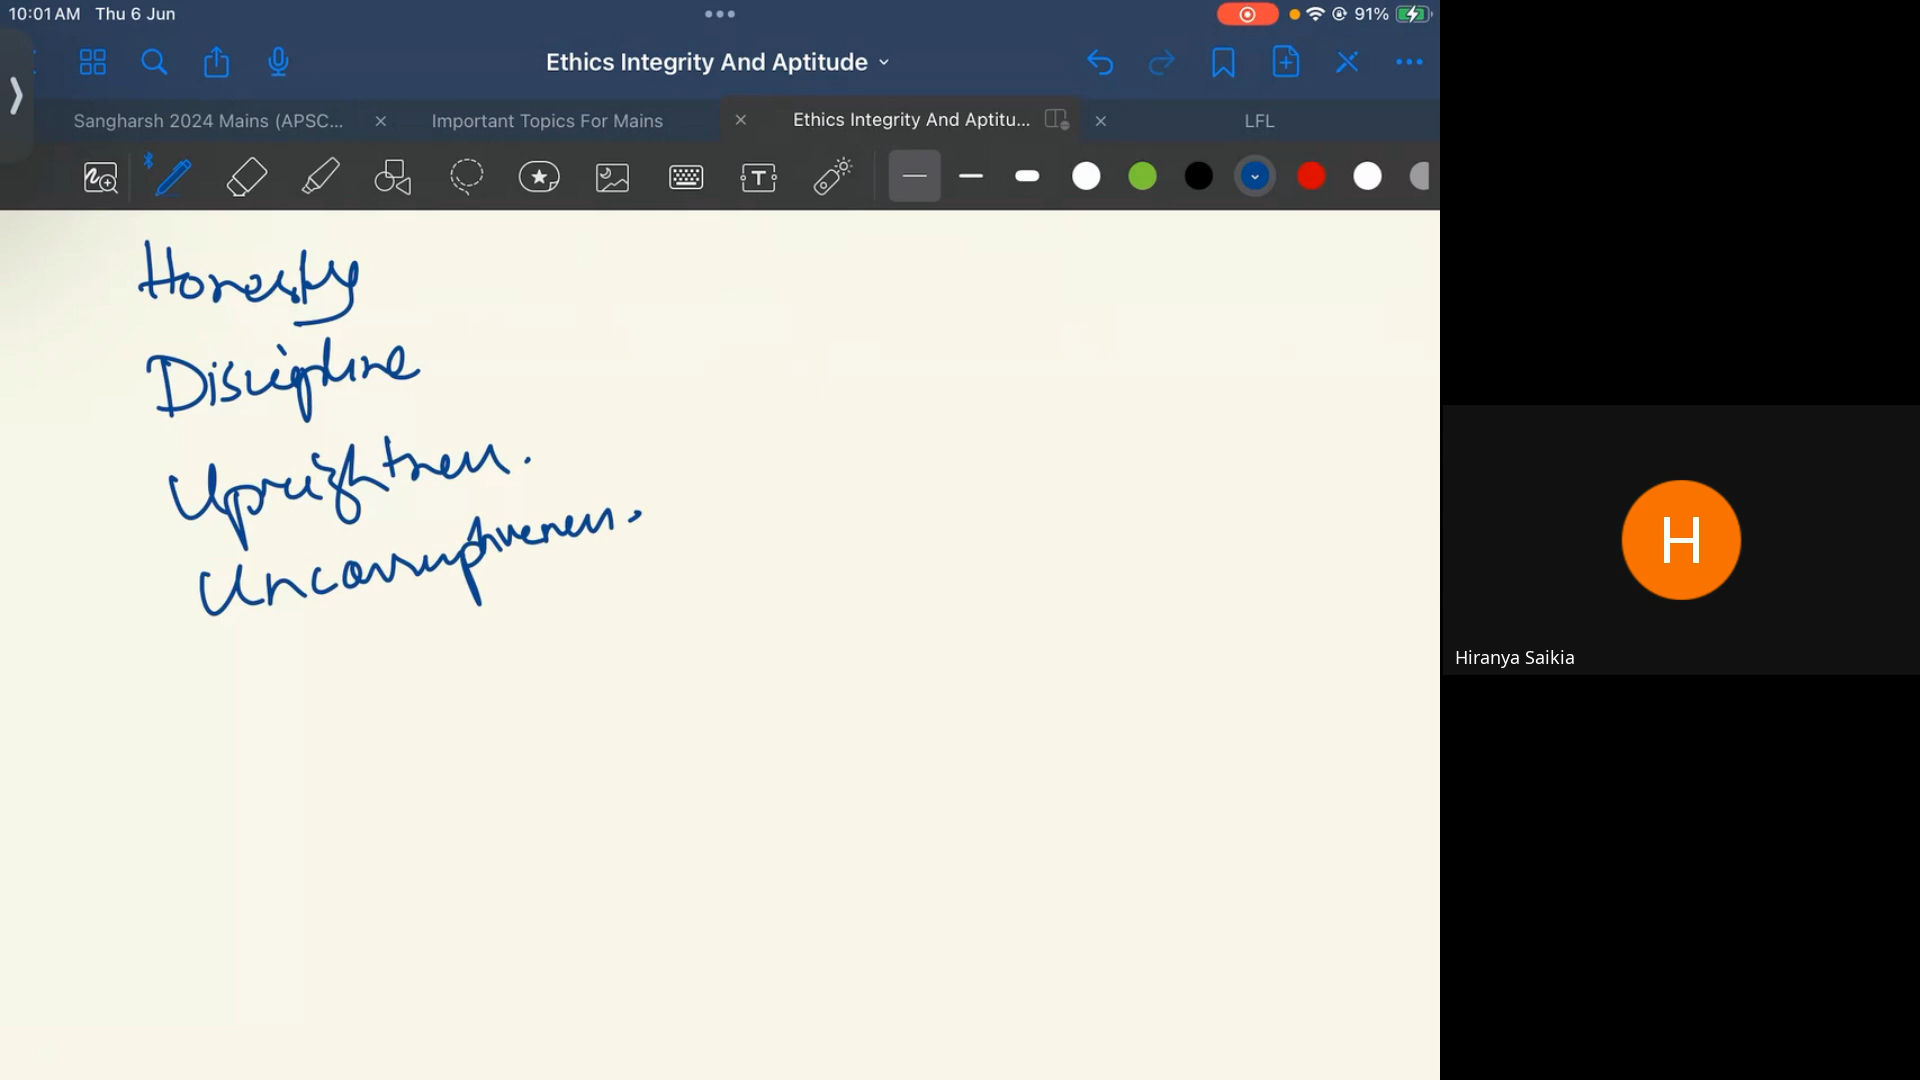 10:01 AM Thu 6 Jun
91%
Ethics Integrity And Aptitude
Sangharsh 2024 Mains (APSC...
Important Topics For Mains
Ethics Integrity And Aptitu...
LFL
T
Honesty
Discipline
Uprightness.
Uncorruptiveness.
H
Hiranya Saikia